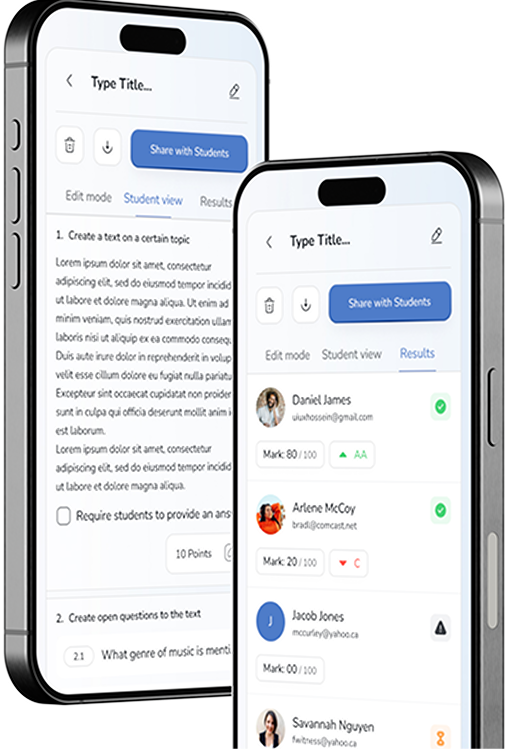 Type Title...
Share with Students
Edit mode Student view Results
1. Create a text on a certain topic
Lorem ipsum dolor sit amet, consectetur
adipiscing elit, sed do eiusmod tempor incidid
ut labore et dolore magna aliqua. Ut enim ad
minim veniam, quis nostrud exercitation ullam
laboris nisi ut aliquip ex ea commodo consequ
Duis aute irure dolor in reprehenderit in volup
velit esse cillum dolore eu fugiat nulla pariatu
Excepteur sint occaecat cupidatat non proider
sunt in culpa qui officia deserunt mollit anim i
est laborum.
Lorem ipsum dolor sit amet, consectetur
adipiscing elit, sed do eiusmod tempor incidid
ut labore et dolore magna aliqua.
Require students to provide an ans
10 Points
2. Create open questions to the text
2.1 What genre of music is menti
Type Title...
Share with Students
Edit mode Student view Results
Daniel James
uiuxhossein@gmail.com
Mark: 80 / 100 AA
Arlene McCoy
bradl@comcast.net
Mark: 20 / 100 C
J Jacob Jones
mccurley@yahoo.ca
Mark: 00 / 100
Savannah Nguyen
fwitness@yahoo.ca